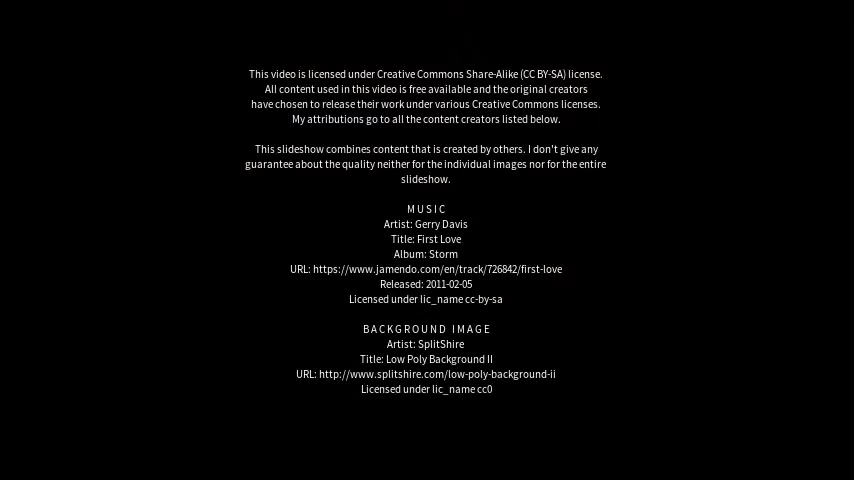 This video is licensed under Creative Commons Share-Alike (CC BY-SA) license.
All content used in this video is free available and the original creators
have chosen to release their work under various Creative Commons licenses.
My attributions go to all the content creators listed below.
This slideshow combines content that is created by others. I don't give any
guarantee about the quality neither for the individual images nor for the entire
slideshow.
MUSIC
Artist: Gerry Davis
Title: First Love
Album: Storm
URL: https://www.jamendo.com/en/track/726842/first-love
Released: 2011-02-05
Licensed under lic_name cc-by-sa
BACKGROUND IMAGE
Artist: SplitShire
Title: Low Poly Background II
URL: http://www.splitshire.com/low-poly-background-ii
Licensed under lic_name cc0